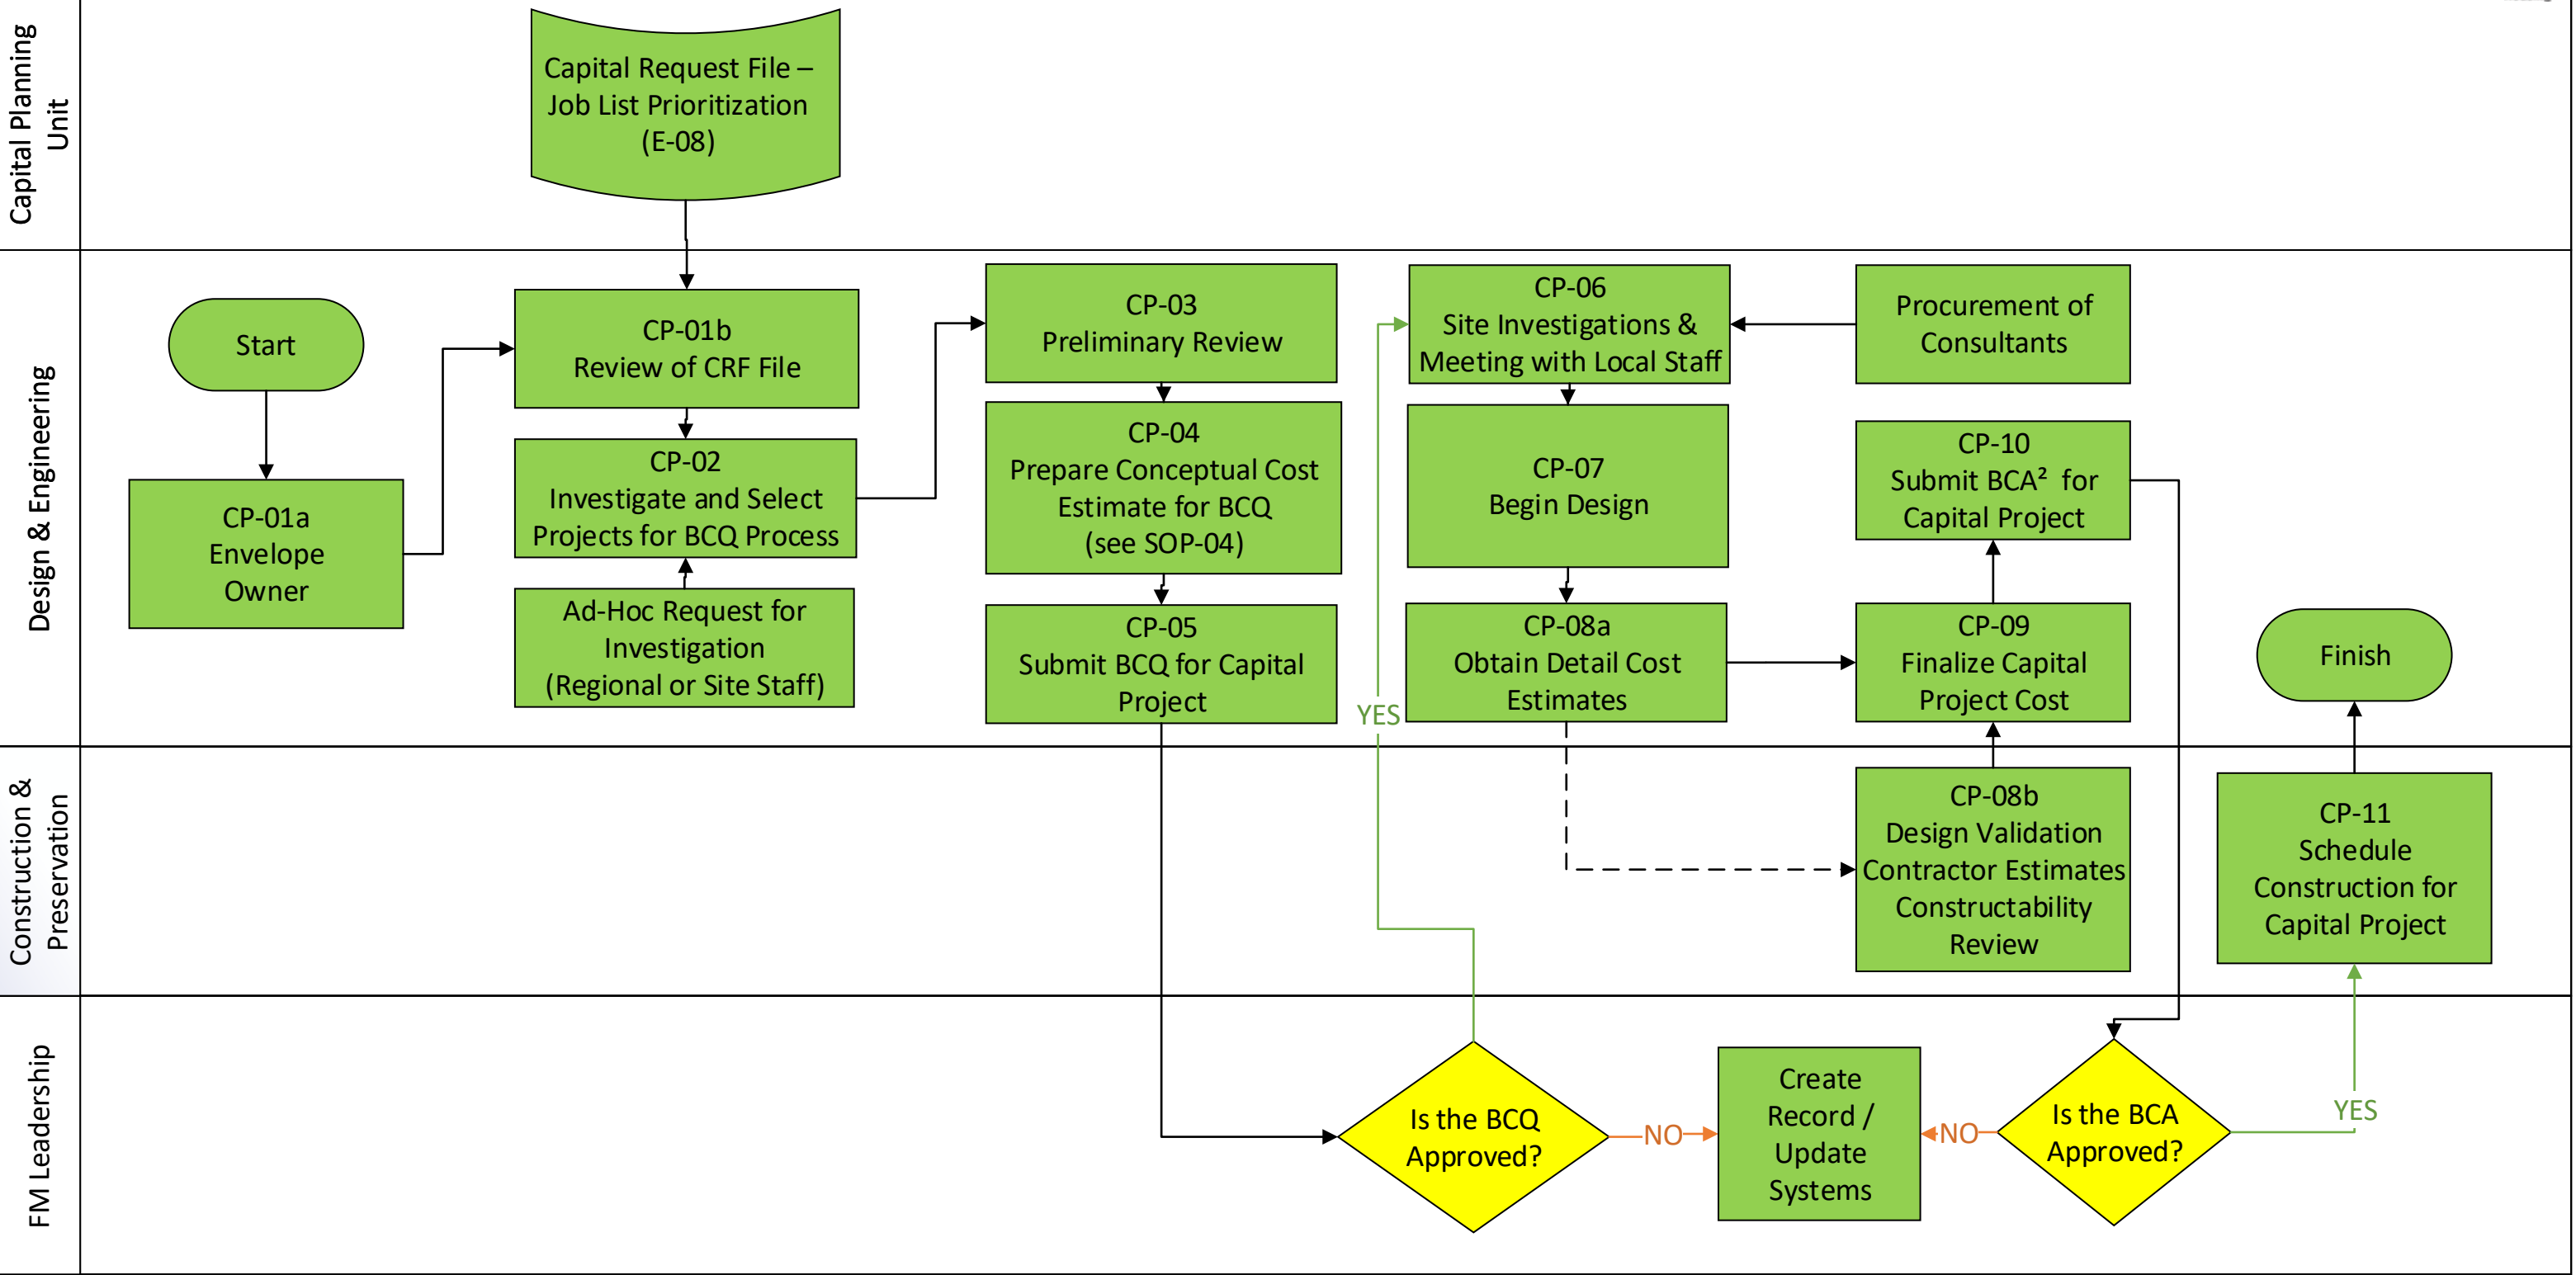 Capital Planning
Unit
Capital Request File –
Job List Prioritization
(E-08)
Design & Engineering
Start
CP-01a
Envelope
Owner
CP-01b
Review of CRF File
CP-02
Investigate and Select
Projects for BCQ Process
Ad-Hoc Request for
Investigation
(Regional or Site Staff)
CP-03
Preliminary Review
CP-04
Prepare Conceptual Cost
Estimate for BCQ
(see SOP-04)
CP-05
Submit BCQ for Capital
Project
YES
CP-06
Site Investigations &
Meeting with Local Staff
CP-07
Begin Design
CP-08a
Obtain Detail Cost
Estimates
Procurement of
Consultants
CP-10
Submit BCA² for
Capital Project
CP-09
Finalize Capital
Project Cost
Finish
Construction &
Preservation
CP-08b
Design Validation
Contractor Estimates
Constructability
Review
CP-11
Schedule
Construction for
Capital Project
FM Leadership
Is the BCQ
Approved?
NO
Create
Record /
Update
Systems
NO
Is the BCA
Approved?
YES